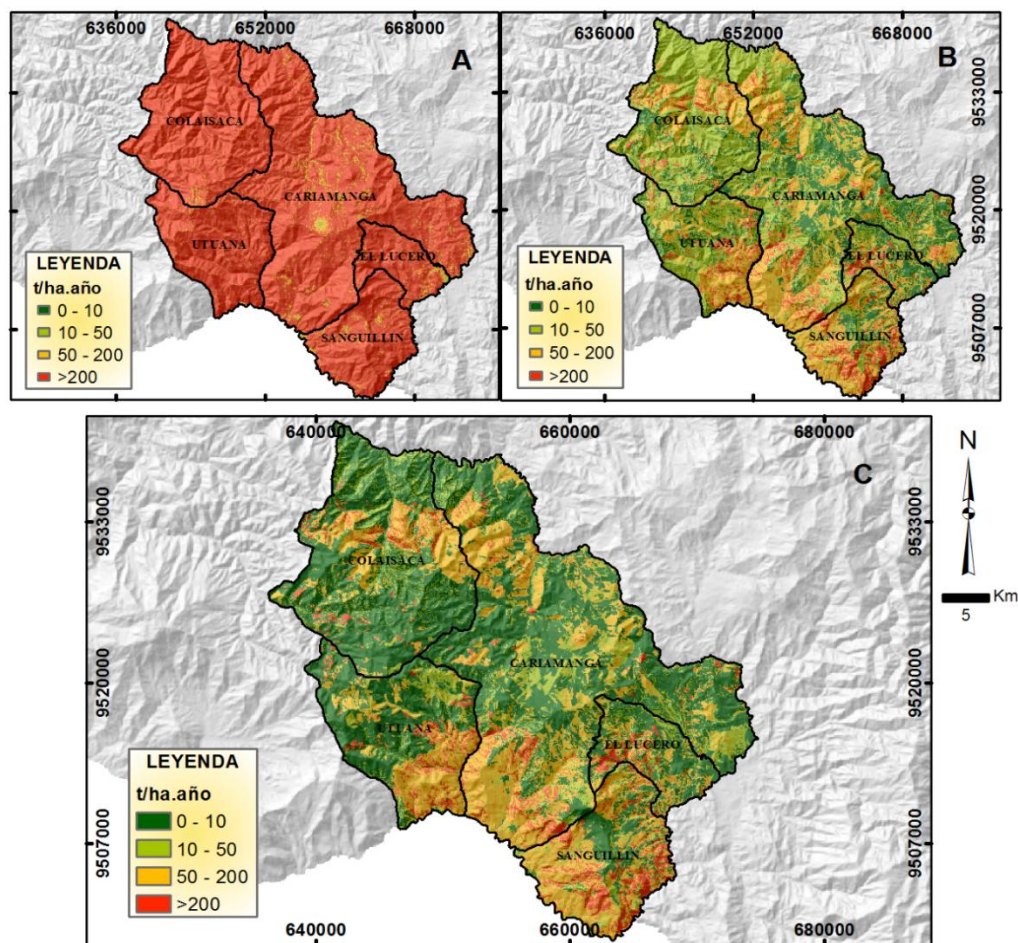 636000 652000 668000
A
COLAISACA
CARIAMANGA
UTUANA
EL LUCERO
SANGUILLIN
LEYENDA
t/ha.año
0 - 10
10 - 50
50 - 200
>200
636000 652000 668000
B
9533000
COLAISACA
CARIAMANGA
9520000
UTUANA
EL LUCERO
9507000
SANGUILLIN
LEYENDA
t/ha.año
0 - 10
10 - 50
50 - 200
>200
640000 660000 680000
C
N
9533000 9533000
COLAISACA
Km
5
CARIAMANGA
9520000 9520000
UTUANA
EL LUCERO
LEYENDA
t/ha.año
0 - 10
10 - 50
50 - 200
>200
9507000 9507000
SANGUILLIN
640000 660000 680000